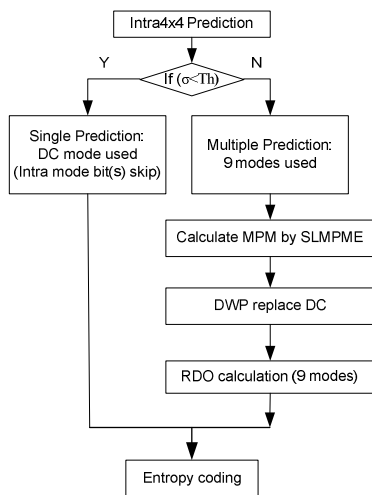 Intra4x4 Prediction
Y
N
If (σ<Th)
Single Prediction:
DC mode used
(Intra mode bit(s) skip)
Multiple Prediction:
9 modes used
Calculate MPM by SLMPME
DWP replace DC
RDO calculation (9 modes)
Entropy coding